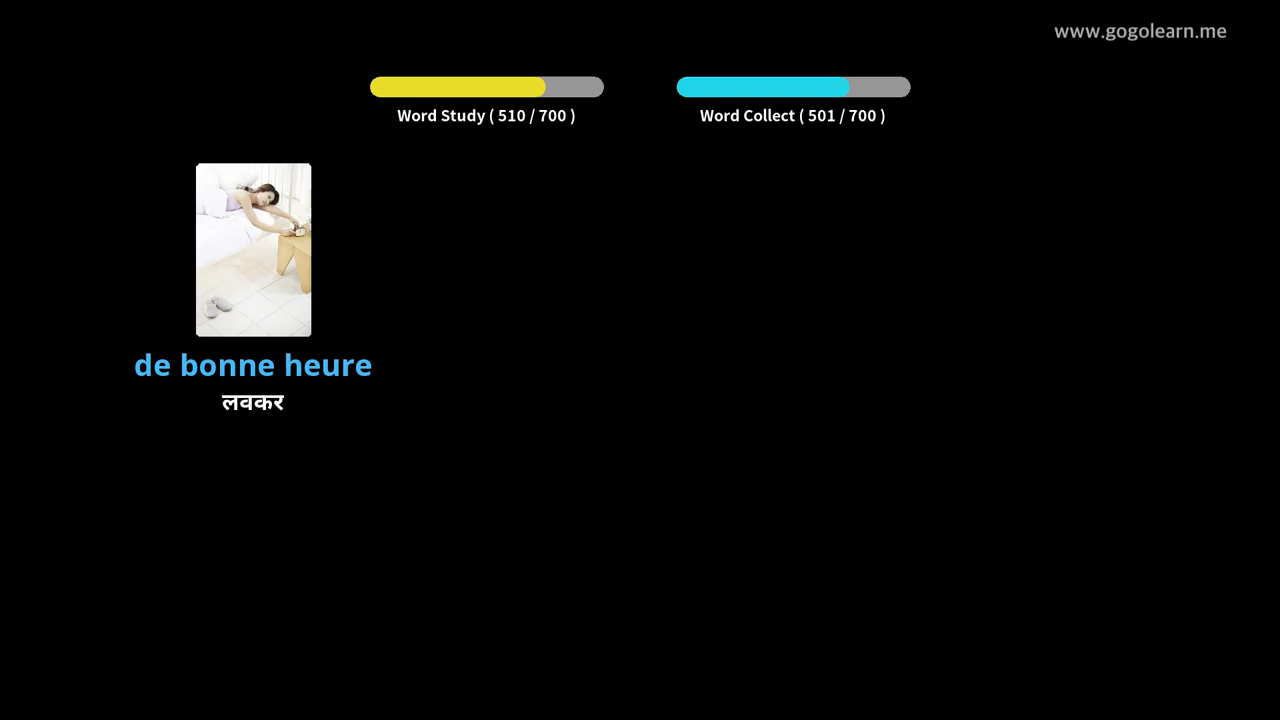 www.gogolearn.me
Word Study ( 510 / 700 )
Word Collect ( 501 / 700 )
de bonne heure
लवकर